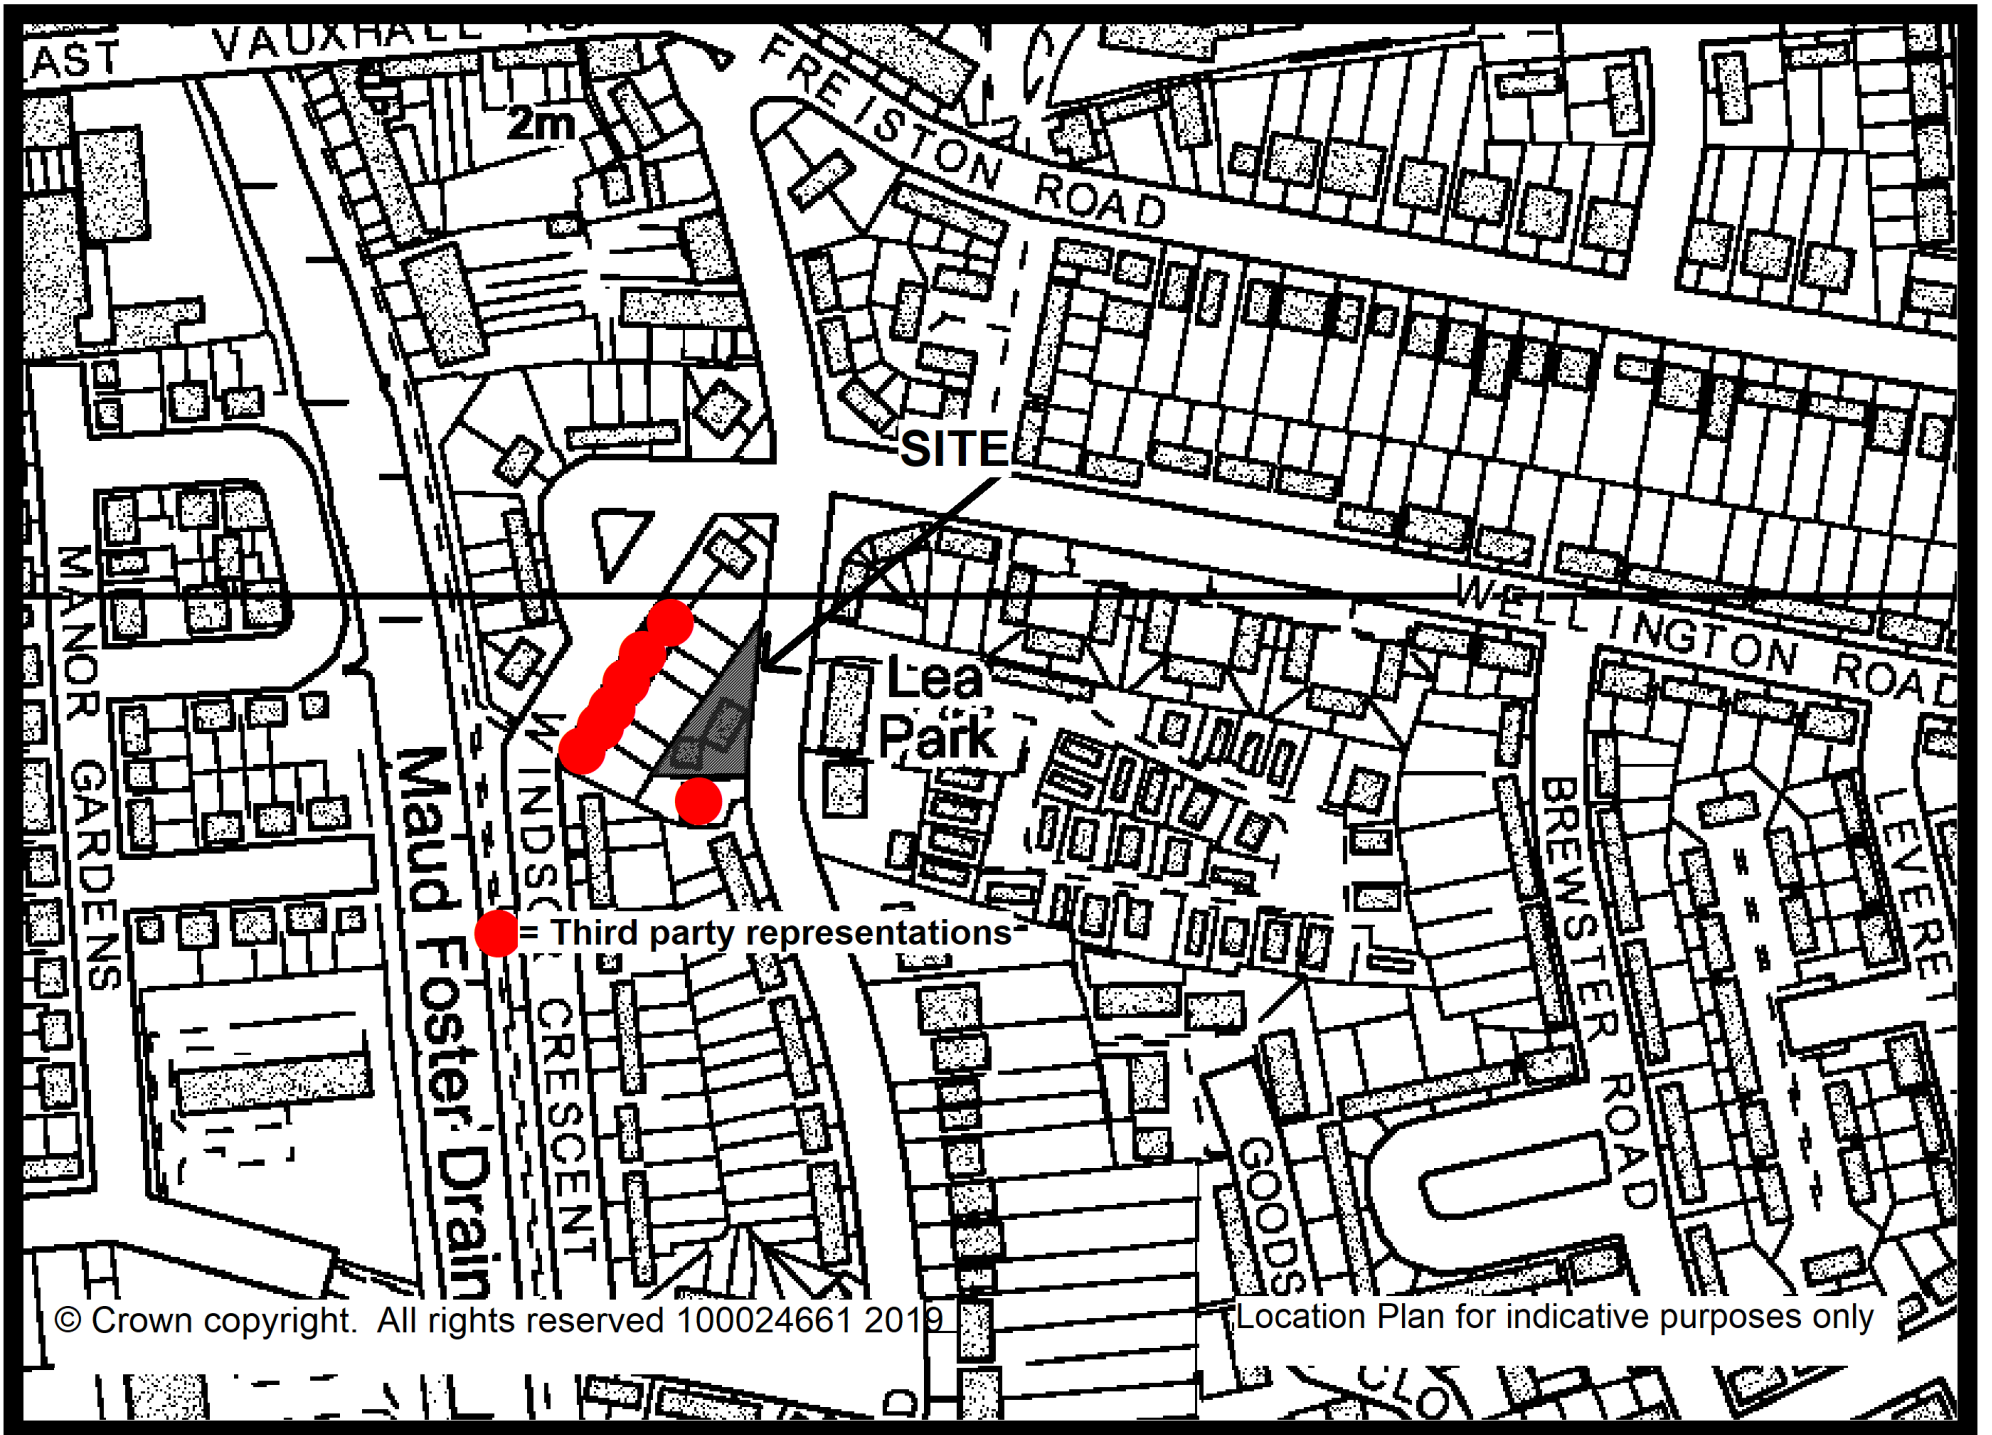 VAUXHALL
AST
FREISTON ROAD
2m
SITE
WELLINGTON ROAD
MANOR GARDENS
Lea
Park
WINDSOR CRESCENT
Maud Foster Drain
BREWSTER ROAD
= Third party representations
GOODS
© Crown copyright. All rights reserved 100024661 2019
Location Plan for indicative purposes only
CLO
D